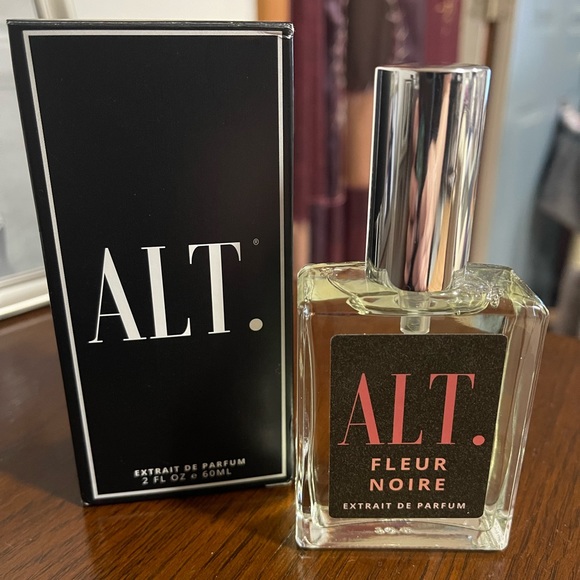 ALT.®
EXTRAIT DE PARFUM
2 FL OZ e 60ML
ALT.
FLEUR
NOIRE
EXTRAIT DE PARFUM